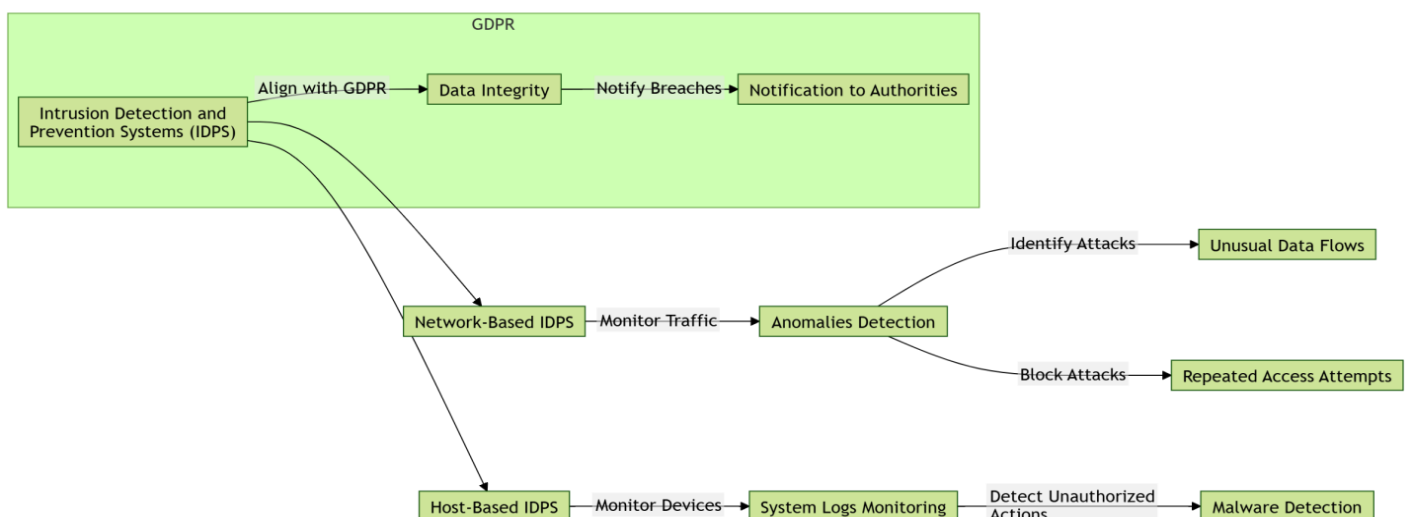 GDPR
Align with GDPR
Data Integrity
Notify Breaches
Notification to Authorities
Intrusion Detection and
Prevention Systems (IDPS)
Identify Attacks
Unusual Data Flows
Network-Based IDPS
Monitor Traffic
Anomalies Detection
Block Attacks
Repeated Access Attempts
Host-Based IDPS
Monitor Devices
System Logs Monitoring
Detect Unauthorized
Actions
Malware Detection